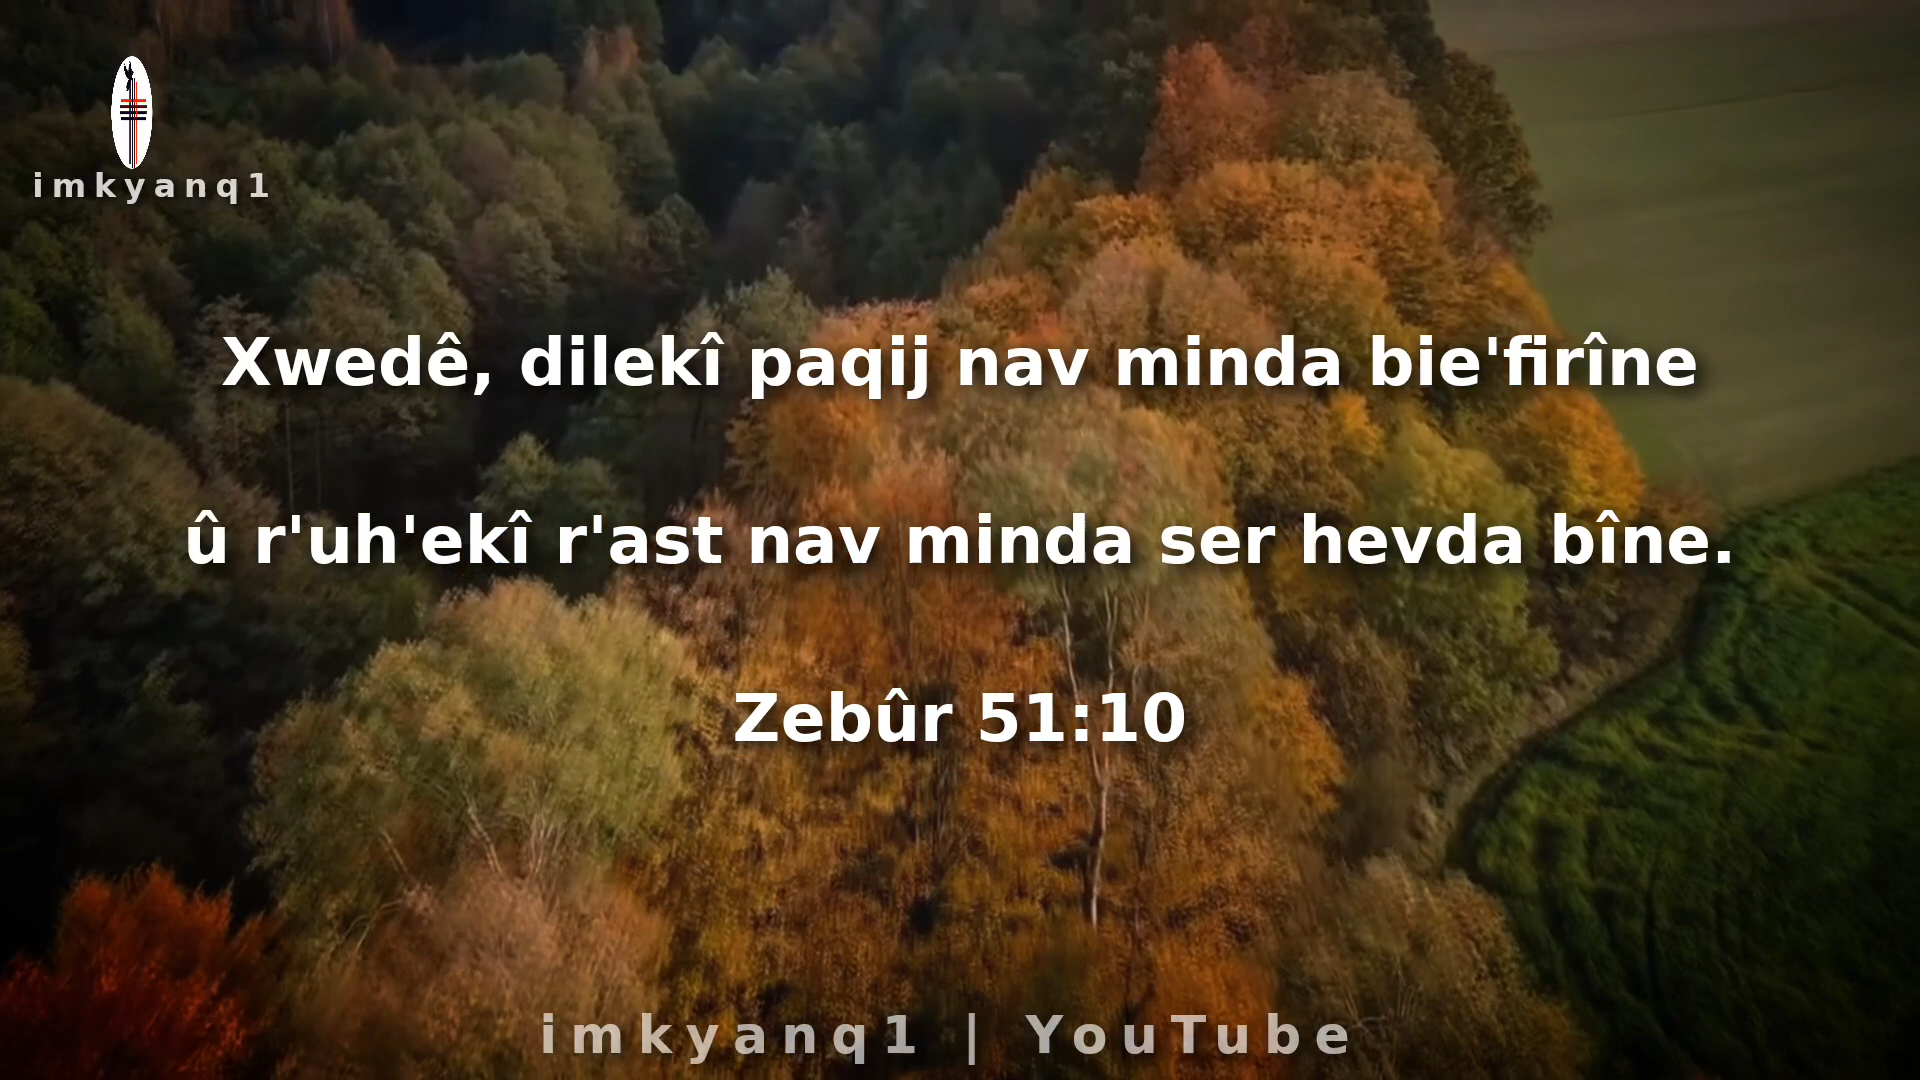 imkyanq1
Xwedê, dilekî paqij nav minda bie'firîne
û r'uh'ekî r'ast nav minda ser hevda bîne.
Zebûr 51:10
imkyanq1 | YouTube